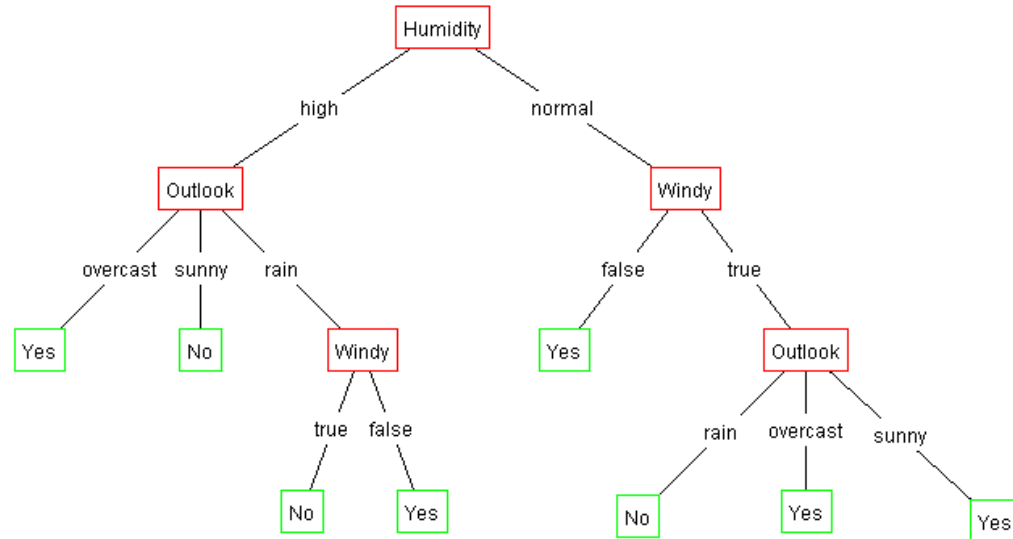 Humidity
high normal
Outlook Windy
overcast sunny rain false true
Yes No Windy Yes Outlook
true false rain overcast sunny
No Yes No Yes Yes